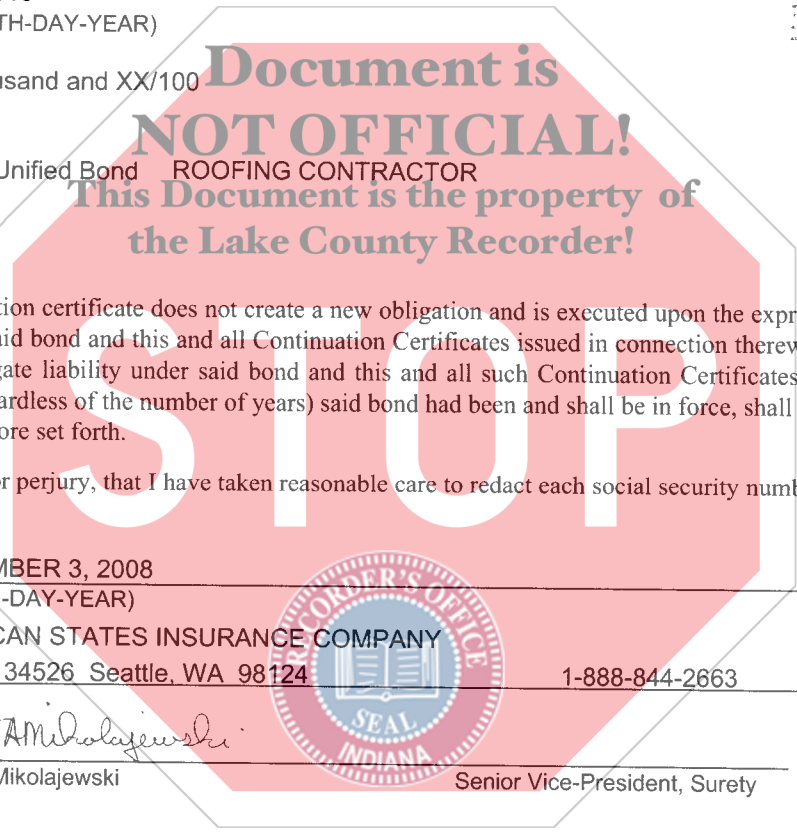 TH-DAY-YEAR)
usand and XX/100
Document is
NOT OFFICIAL!
Unified Bond ROOFING CONTRACTOR
This Document is the property of
the Lake County Recorder!
tion certificate does not create a new obligation and is executed upon the expr
aid bond and this and all Continuation Certificates issued in connection therew
gate liability under said bond and this and all such Continuation Certificates
ardless of the number of years) said bond had been and shall be in force, shall
ore set forth.
STOP
or perjury, that I have taken reasonable care to redact each social security numb
MBER 3, 2008
-DAY-YEAR)
CAN STATES INSURANCE COMPANY
34526 Seattle, WA 98124 1-888-844-2663
RECORDER'S OFFICE
SEAL
INDIANA
AMikolajewski
Mikolajewski Senior Vice-President, Surety